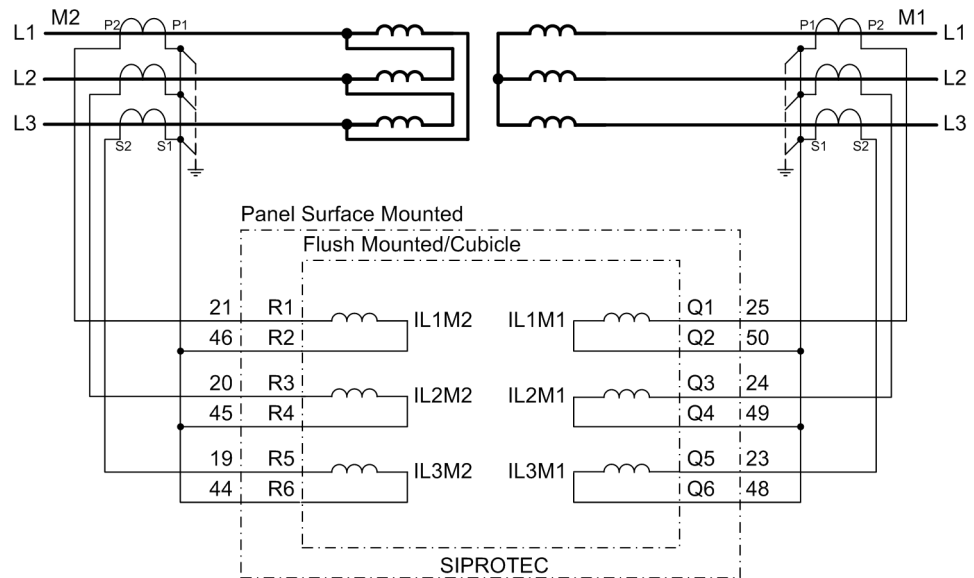 M2 P2 P1 P1 P2 M1
L1 L1
L2 L2
L3 L3
S2 S1 S1 S2
Panel Surface Mounted
Flush Mounted/Cubicle
21 R1 IL1M2 IL1M1 Q1 25
46 R2 Q2 50
20 R3 IL2M2 IL2M1 Q3 24
45 R4 Q4 49
19 R5 IL3M2 IL3M1 Q5 23
44 R6 Q6 48
SIPROTEC